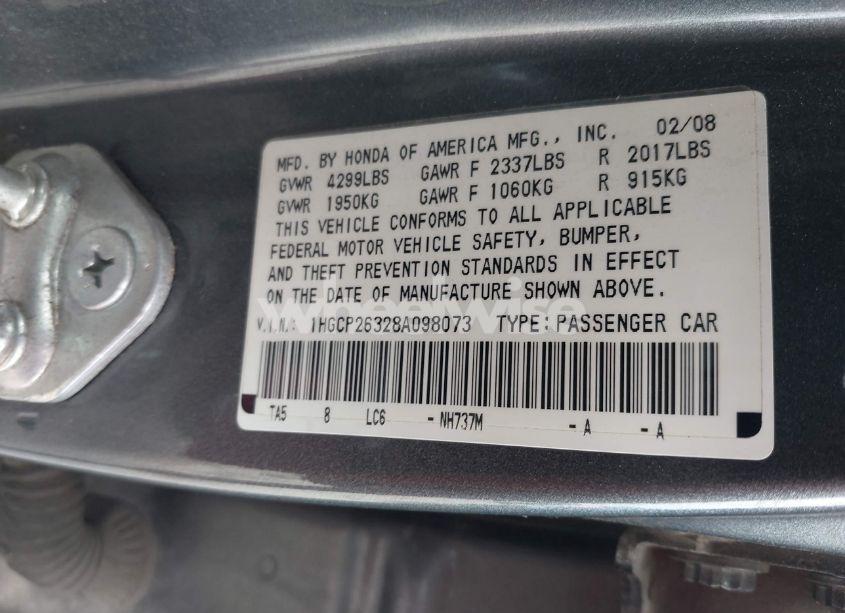 MFD. BY HONDA OF AMERICA MFG., INC. 02/08
GVWR 4299LBS GAWR F 2337LBS R 2017LBS
GVWR 1950KG GAWR F 1060KG R 915KG
THIS VEHICLE CONFORMS TO ALL APPLICABLE
FEDERAL MOTOR VEHICLE SAFETY, BUMPER,
AND THEFT PREVENTION STANDARDS IN EFFECT
ON THE DATE OF MANUFACTURE SHOWN ABOVE.
V.I.N.: 1HGCP26328A098073 TYPE: PASSENGER CAR
TA5 8 LC6 - NH737M - A - A